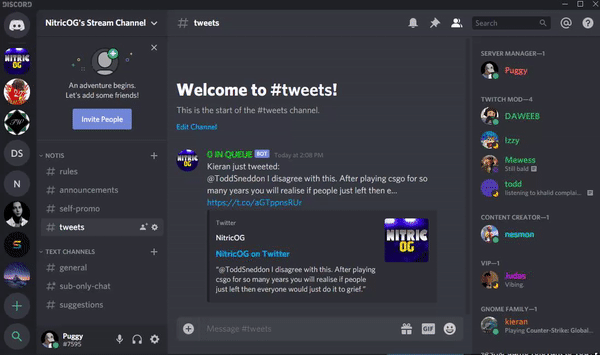 DISCORD
NitricOG's Stream Channel
An adventure begins.
Let's add some friends!
Invite People
NOTIS
rules
announcements
self-promo
tweets
TEXT CHANNELS
general
sub-only-chat
suggestions
DS
N
Puggy
#7595
# tweets
Search
Welcome to #tweets!
This is the start of the #tweets channel.
Edit Channel
0 IN QUEUE BOT Today at 2:08 PM
Kieran just tweeted:
@ToddSneddon I disagree with this. After playing csgo for so
many years you will realise if people just left then e...
https://t.co/aGTppnsRUr
Twitter
NitricOG
NitricOG on Twitter
"@ToddSneddon I disagree with this. After playing
csgo for so many years you will realise if people
just left then everyone would just do it to grief."
NITRIC
OG
Message #tweets
GIF
SERVER MANAGER—1
Puggy
TWITCH MOD—4
DAWEEB
Izzy
Mewess
Still bald
todd
listening to khalid complai...
CONTENT CREATOR—1
nesmon
VIP—1
Judas
Vibing
GNOME FAMILY—1
kieran
Playing Counter-Strike: Global...